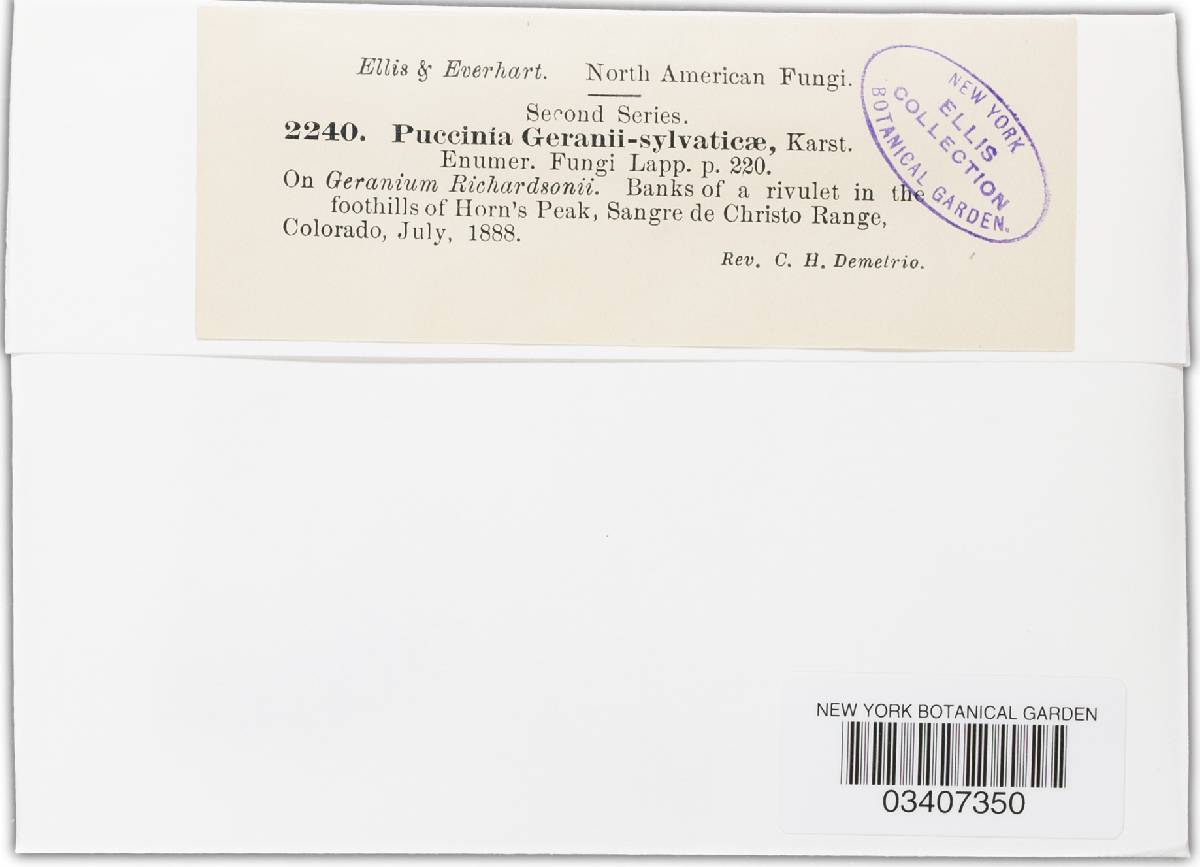 Ellis & Everhart. North American Fungi.
Second Series.
2240. Puccinia Geranii-sylvaticæ, Karst.
Enumer. Fungi Lapp. p. 220.
On Geranium Richardsonii. Banks of a rivulet in the
foothills of Horn's Peak, Sangre de Christo Range,
Colorado, July, 1888.
Rev. C. H. Demetrio.
NEW YORK
ELLIS
COLLECTION
BOTANICAL GARDEN.
NEW YORK BOTANICAL GARDEN
03407350